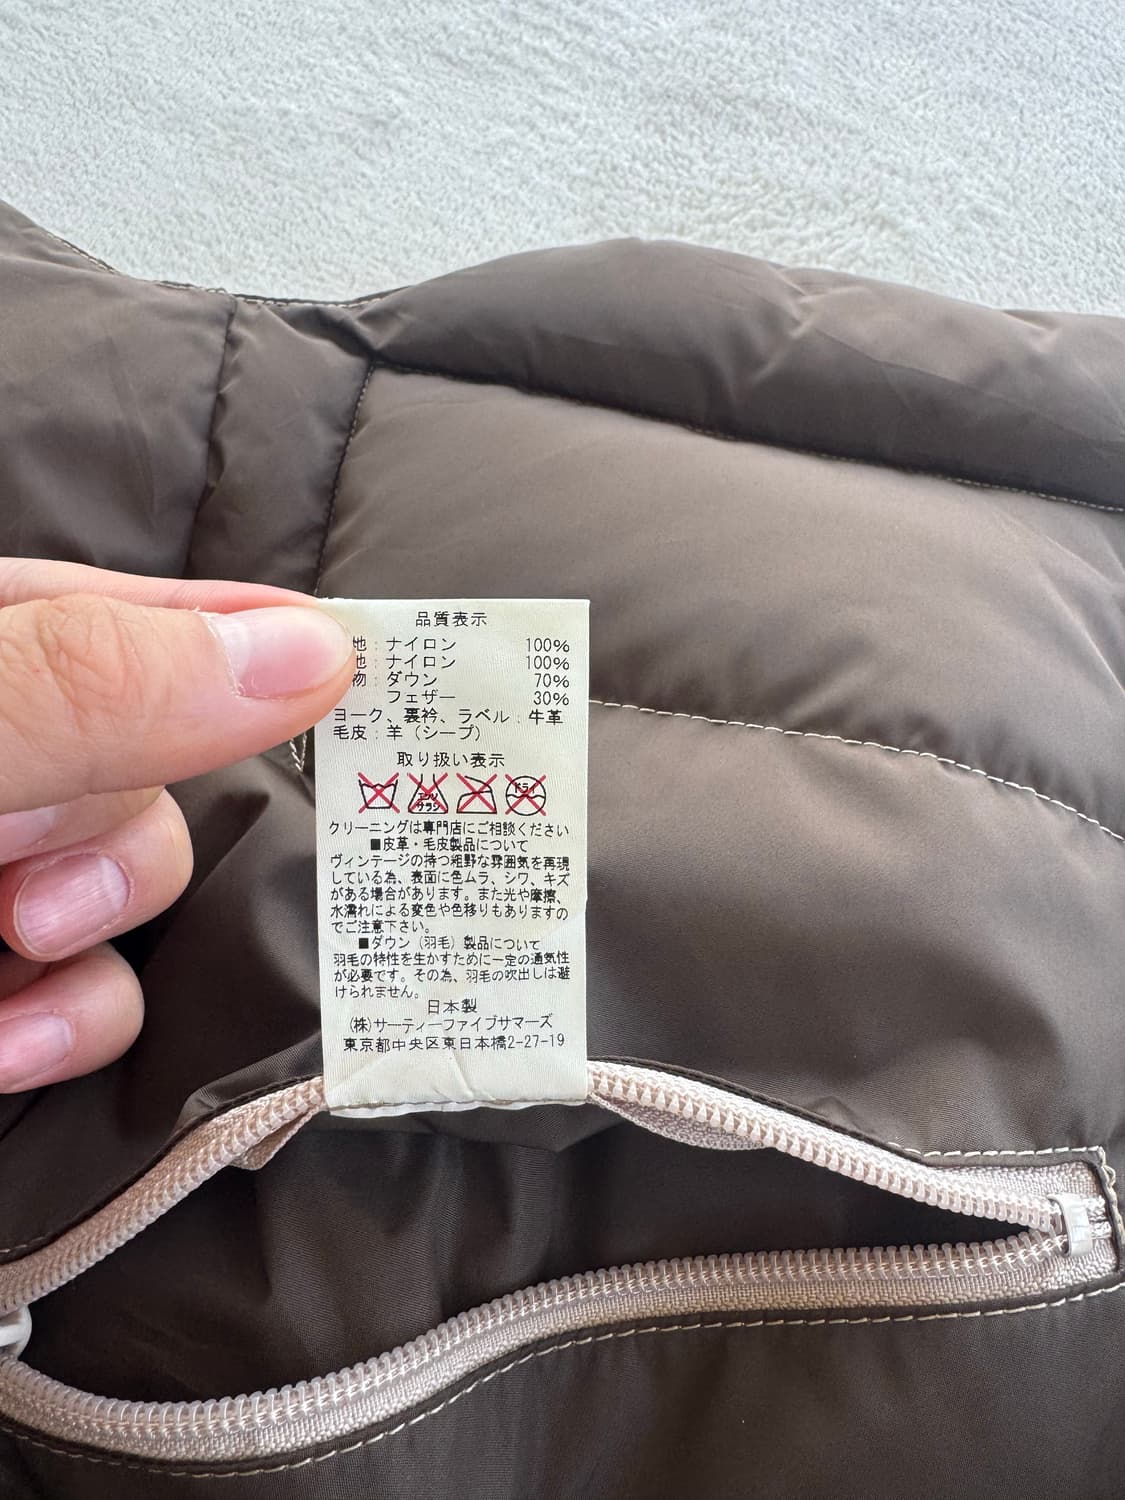 品質表示
地：ナイロン 100%
地：ナイロン 100%
物：ダウン 70%
フェザー 30%
ヨーク、裏衿、ラベル：牛革
毛皮：羊（シープ）
取り扱い表示
エンソ サラシ ドライ
クリーニングは専門店にご相談ください
■皮革・毛皮製品について
ヴィンテージの持つ粗野な雰囲気を再現
している為、表面に色ムラ、シワ、キズ
がある場合があります。また光や摩擦、
水濡れによる変色や色移りもありますの
でご注意下さい。
■ダウン（羽毛）製品について
羽毛の特性を生かすために一定の通気性
が必要です。その為、羽毛の吹出しは避
けられません。
日本製
(株)サーティーファイブサマーズ
東京都中央区東日本橋2-27-19